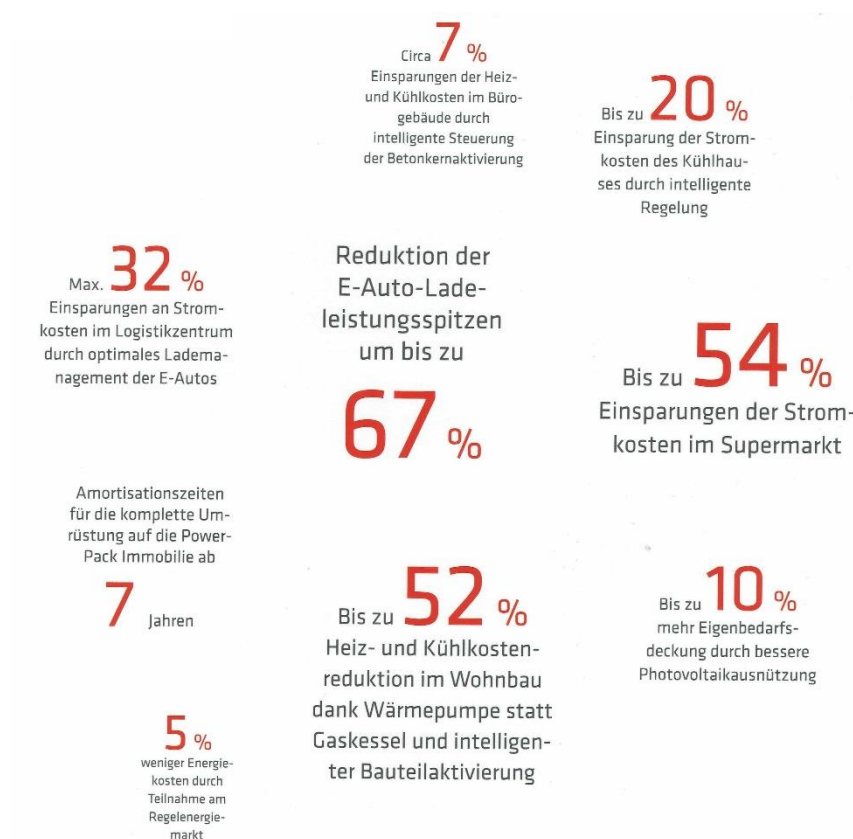 Circa 7 %
Einsparungen der Heiz-
und Kühlkosten im Büro-
gebäude durch
intelligente Steuerung
der Betonkernaktivierung
Bis zu 20 %
Einsparung der Strom-
kosten des Kühlhau-
ses durch intelligente
Regelung
Max. 32 %
Einsparungen an Strom-
kosten im Logistikzentrum
durch optimales Ladema-
nagement der E-Autos
Reduktion der
E-Auto-Lade-
leistungsspitzen
um bis zu
67 %
Bis zu 54 %
Einsparungen der Strom-
kosten im Supermarkt
Amortisationszeiten
für die komplette Um-
rüstung auf die Power-
Pack Immobilie ab
7 Jahren
Bis zu 52 %
Heiz- und Kühlkosten-
reduktion im Wohnbau
dank Wärmepumpe statt
Gaskessel und intelligen-
ter Bauteilaktivierung
Bis zu 10 %
mehr Eigenbedarfs-
deckung durch bessere
Photovoltaikausnützung
5 %
weniger Energie-
kosten durch
Teilnahme am
Regelenergie-
markt